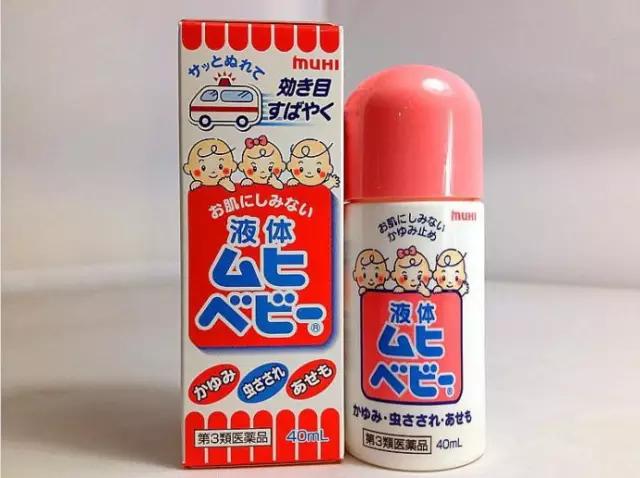 muhi
サッとぬれて
効き目
すばやく
お肌にしみない
液体
ムヒ
ベビー®
かゆみ
虫さされ
あせも
第3類医薬品
40mL
muhi
お肌にしみない
かゆみ止め
液体
ムヒ
ベビー®
かゆみ・虫さされ・あせも
第3類医薬品
40mL